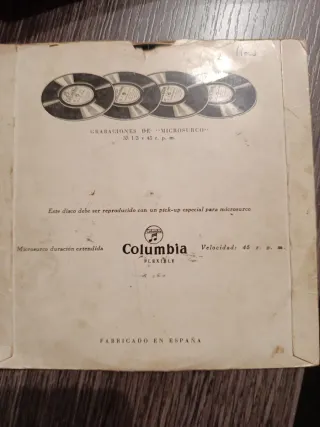 GRABACIONES DE "MICROSURCO"
33 1/3 y 45 r. p. m.
Este disco debe ser reproducido con un pick-up especial para microsurco
Microsurco duración extendida
Columbia
FLEXIBLE
Velocidad: 45 r. p. m.
FABRICADO EN ESPAÑA